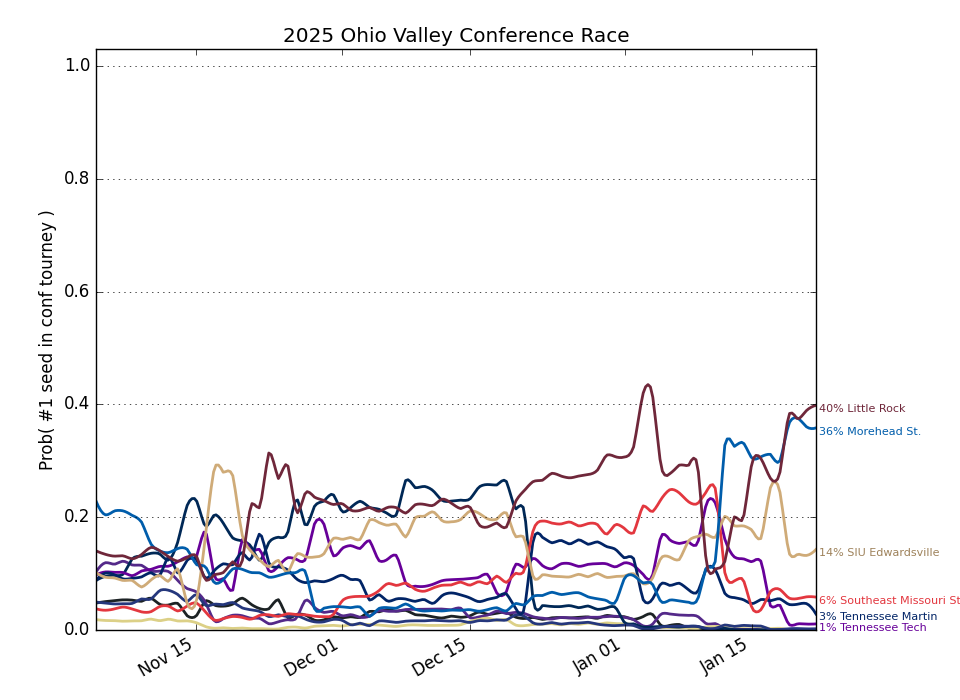 2025 Ohio Valley Conference Race
Prob( #1 seed in conf tourney )
1.0
0.8
0.6
0.4
0.2
0.0
Nov 15
Dec 01
Dec 15
Jan 01
Jan 15
40% Little Rock
36% Morehead St.
14% SIU Edwardsville
6% Southeast Missouri St
3% Tennessee Martin
1% Tennessee Tech